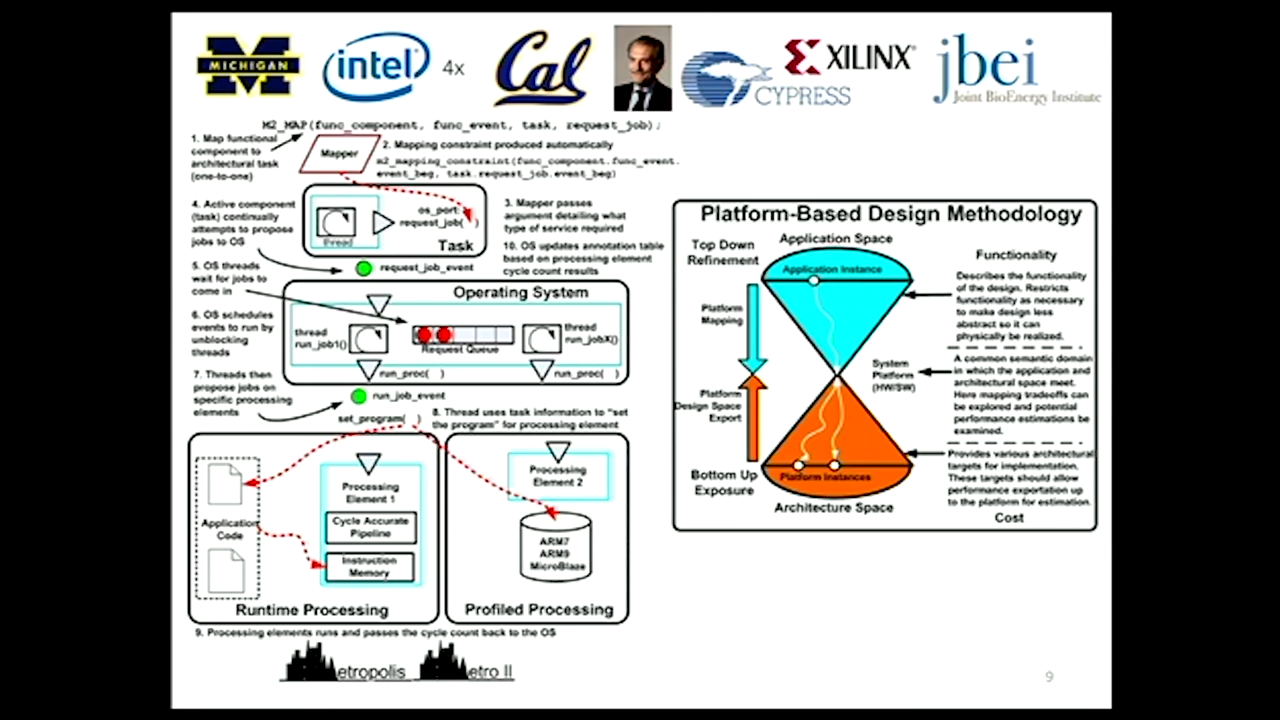 MICHIGAN
intel
4x
Cal
CYPRESS
XILINX
jbei
Joint BioEnergy Institute
M2_MAP(func_component, func_event, task, request_job);
1. Map functional
component to
architectural task
(one-to-one)
Mapper
2. Mapping constraint produced automatically
m2_mapping_constraint(func_component.func_event.
event_beg, task.request_job.event_beg)
4. Active component
(task) continually
attempts to propose
jobs to OS
thread
os_port.
request_job( )
Task
3. Mapper passes
argument detailing what
type of service required
10. OS updates annotation table
based on processing element
cycle count results
request_job_event
5. OS threads
wait for jobs to
come in
Operating System
6. OS schedules
events to run by
unblocking
threads
thread
run_job1()
Request Queue
thread
run_jobX()
run_proc( )
run_proc( )
7. Threads then
propose jobs on
specific processing
elements
run_job_event
set_program( )
8. Thread uses task information to "set
the program" for processing element
Application
Code
Processing
Element 1
Cycle Accurate
Pipeline
Instruction
Memory
Runtime Processing
Processing
Element 2
ARM7
ARM9
MicroBlaze
Profiled Processing
9. Processing elements runs and passes the cycle count back to the OS
etropolis
etro II
Platform-Based Design Methodology
Top Down
Refinement
Application Space
Application Instance
Platform
Mapping
Platform
Design Space
Export
System
Platform
(HW/SW)
Bottom Up
Exposure
Platform Instances
Architecture Space
Functionality
Describes the functionality
of the design. Restricts
functionality as necessary
to make design less
abstract so it can
physically be realized.
A common semantic domain
in which the application and
architectural space meet.
Here mapping tradeoffs can
be explored and potential
performance estimations be
examined.
Provides various architectural
targets for implementation.
These targets should allow
performance exportation up
to the platform for estimation.
Cost
9